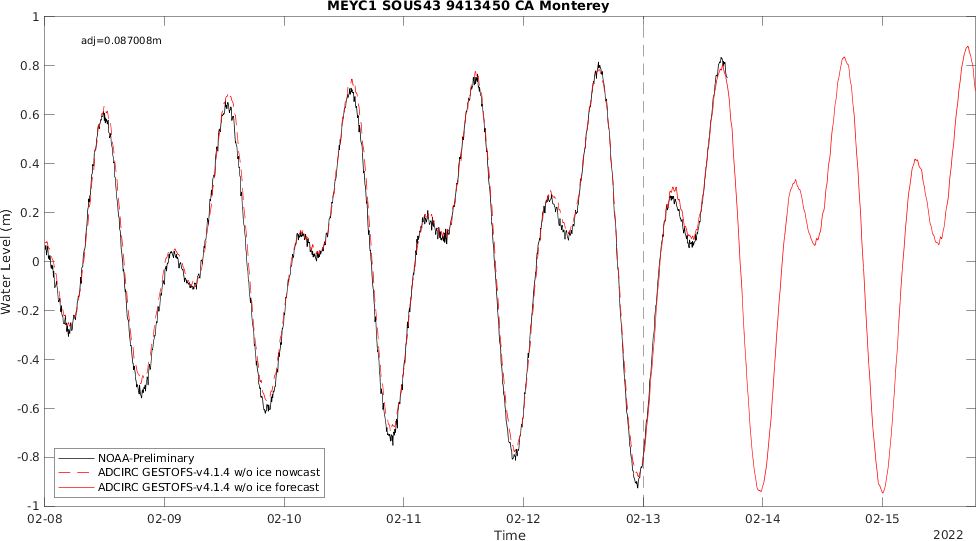 MEYC1 SOUS43 9413450 CA Monterey
adj=0.087008m
1
0.8
0.6
0.4
0.2
0
-0.2
-0.4
-0.6
-0.8
-1
Water Level (m)
NOAA-Preliminary
ADCIRC GESTOFS-v4.1.4 w/o ice nowcast
ADCIRC GESTOFS-v4.1.4 w/o ice forecast
02-08 02-09 02-10 02-11 02-12 02-13 02-14 02-15
Time
2022